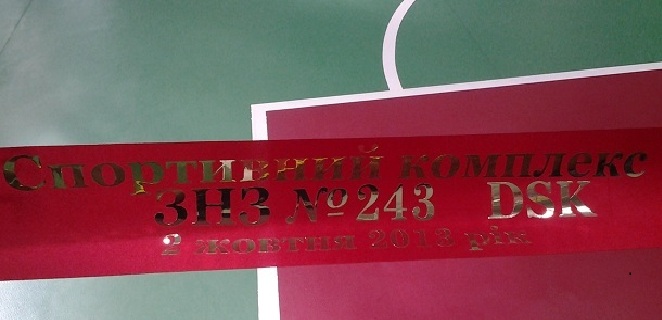 Спортивний комплекс
ЗНЗ №243 DSK
2 жовтня 2013 рік